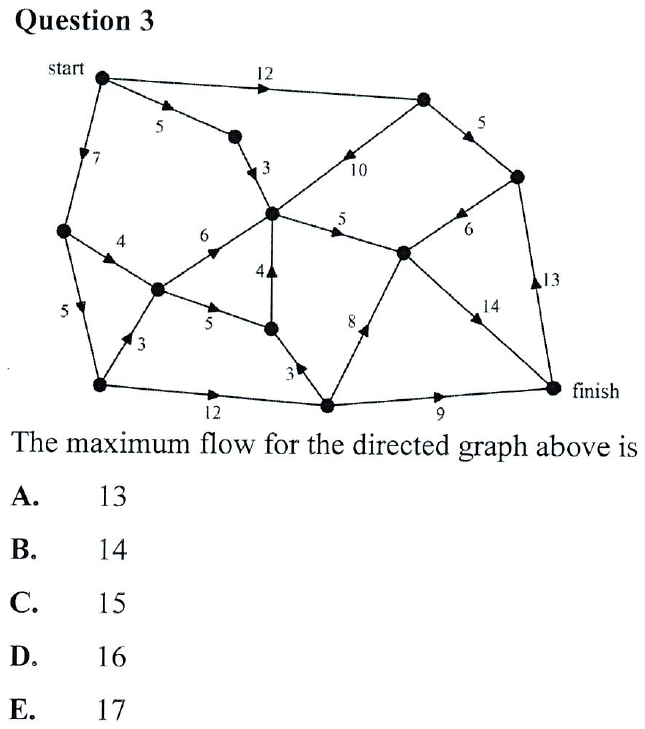 Question 3
start
12
5
5
7
3
10
5
6
6
4
4
13
5
5
3
8
14
3
12
9
finish
The maximum flow for the directed graph above is
A. 13
B. 14
C. 15
D. 16
E. 17